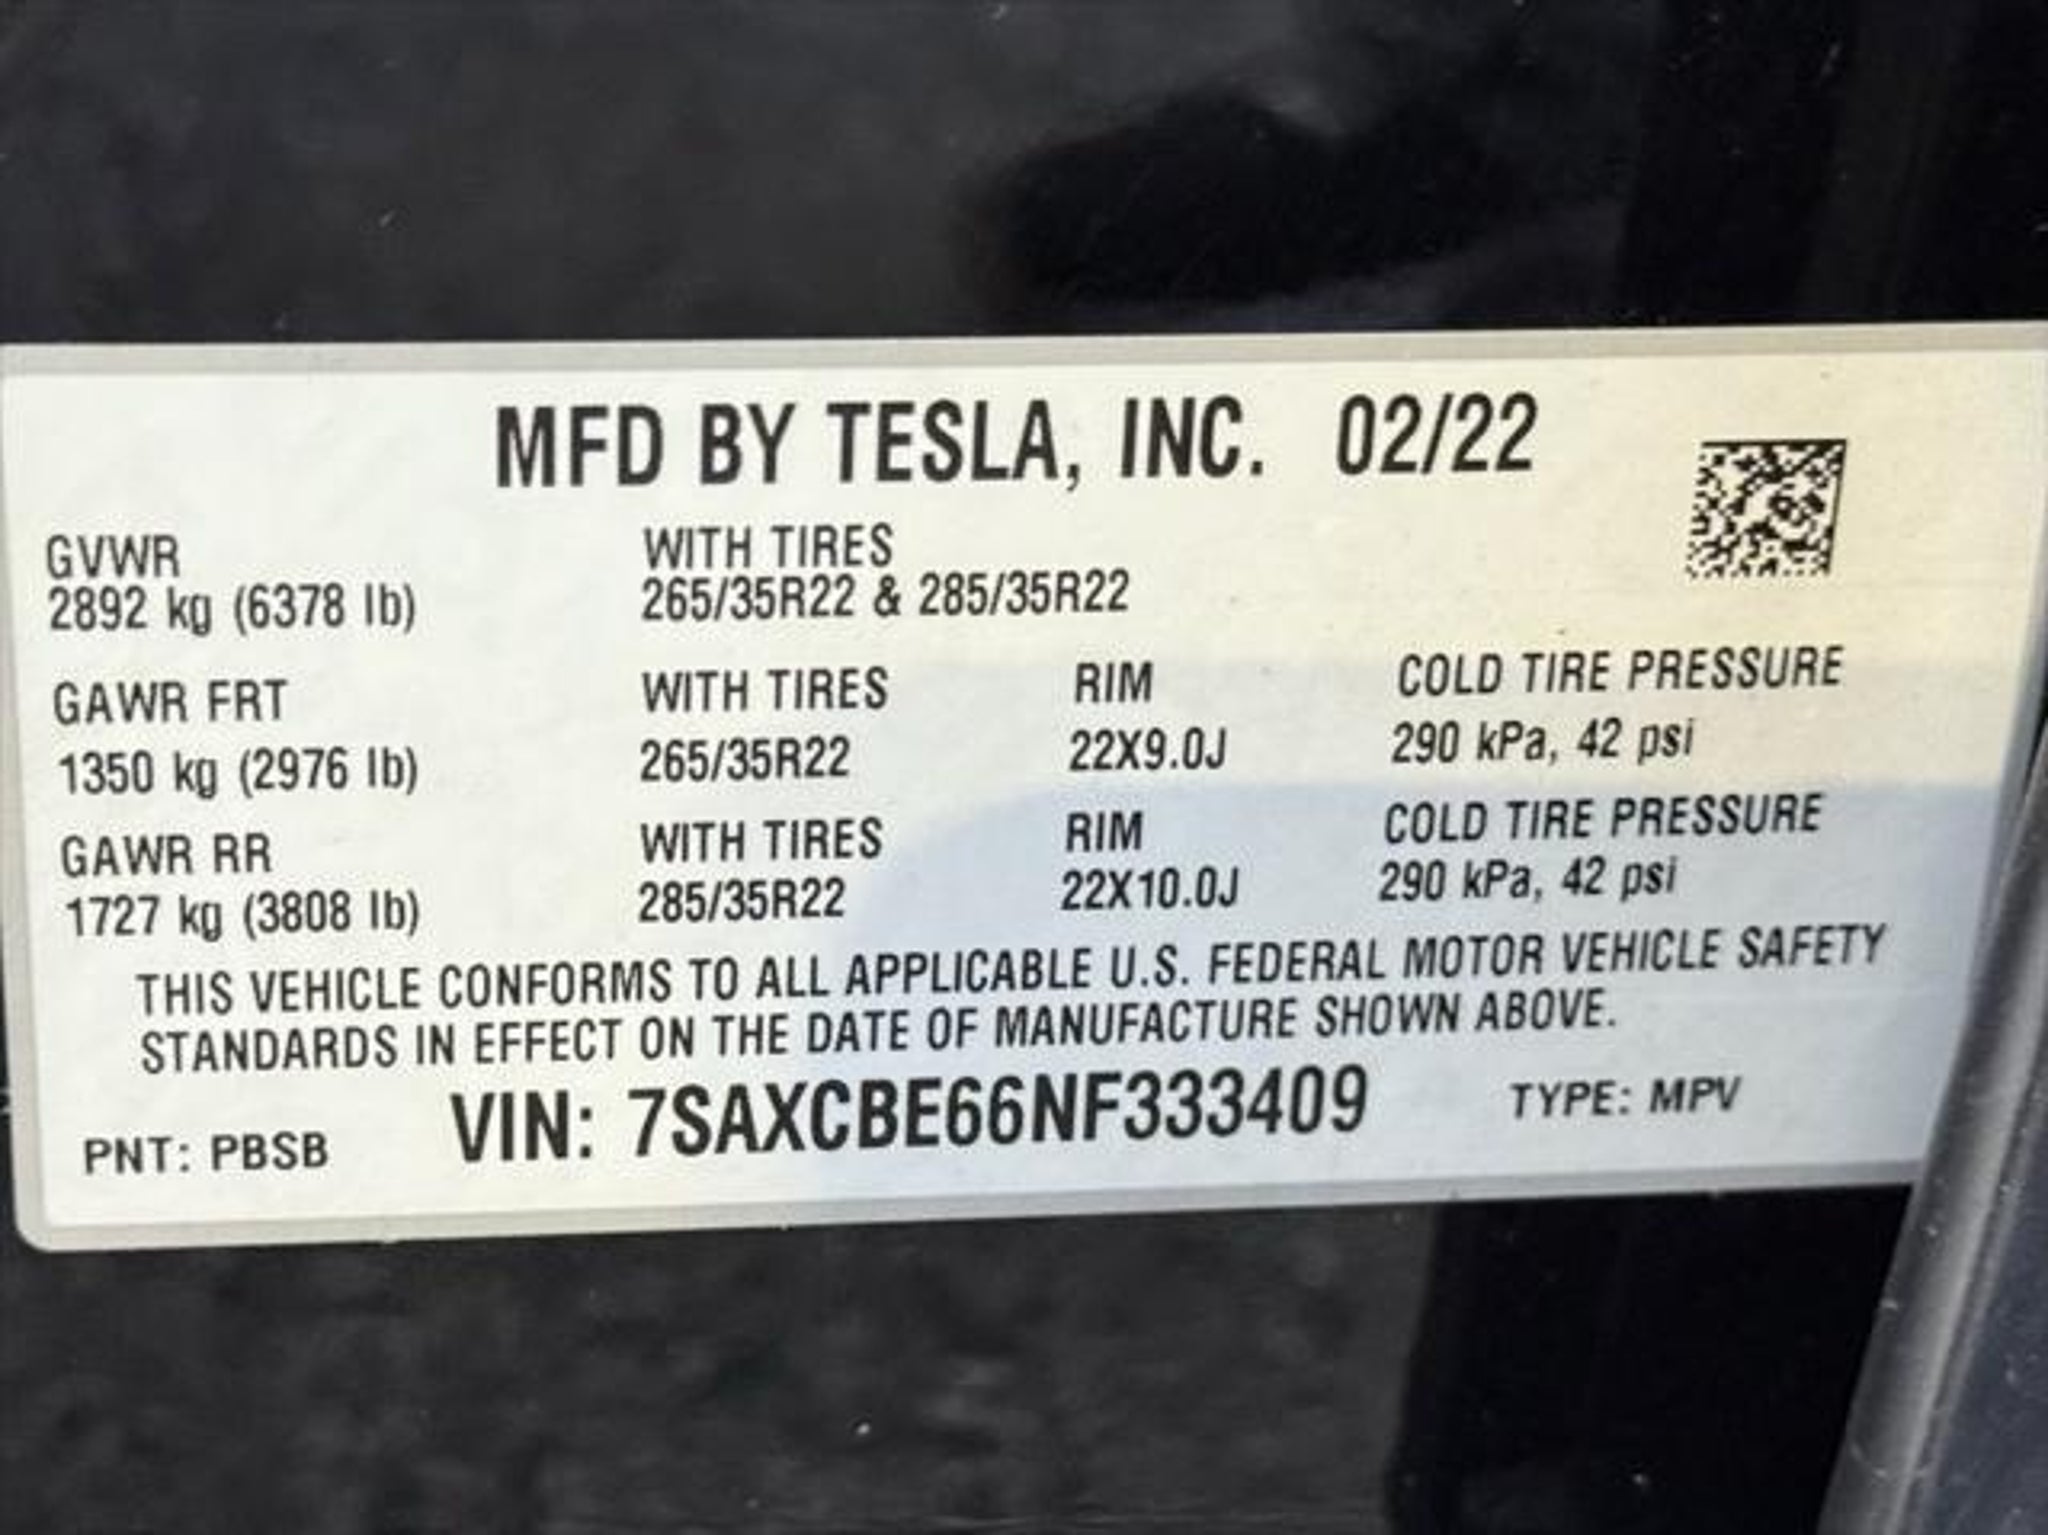 MFD BY TESLA, INC. 02/22
GVWR WITH TIRES
2892 kg (6378 lb) 265/35R22 & 285/35R22
GAWR FRT WITH TIRES RIM COLD TIRE PRESSURE
1350 kg (2976 lb) 265/35R22 22X9.0J 290 kPa, 42 psi
GAWR RR WITH TIRES RIM COLD TIRE PRESSURE
1727 kg (3808 lb) 285/35R22 22X10.0J 290 kPa, 42 psi
THIS VEHICLE CONFORMS TO ALL APPLICABLE U.S. FEDERAL MOTOR VEHICLE SAFETY
STANDARDS IN EFFECT ON THE DATE OF MANUFACTURE SHOWN ABOVE.
PNT: PBSB VIN: 7SAXCBE66NF333409 TYPE: MPV